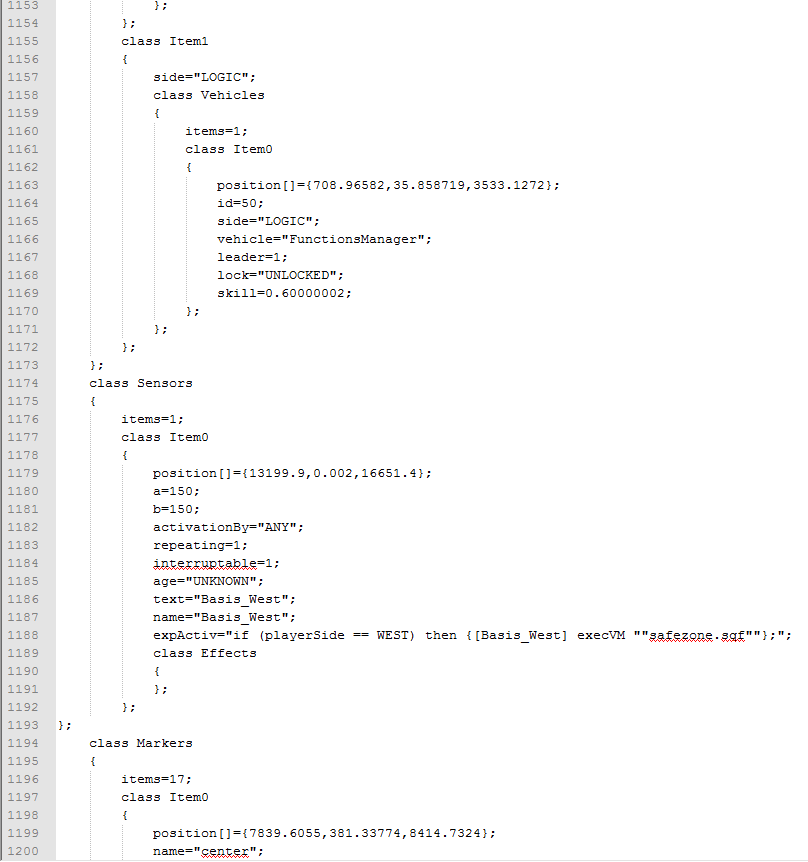 1153 };
1154 };
1155 class Item1
1156 {
1157 side="LOGIC";
1158 class Vehicles
1159 {
1160 items=1;
1161 class Item0
1162 {
1163 position[]={708.96582,35.858719,3533.1272};
1164 id=50;
1165 side="LOGIC";
1166 vehicle="FunctionsManager";
1167 leader=1;
1168 lock="UNLOCKED";
1169 skill=0.60000002;
1170 };
1171 };
1172 };
1173 };
1174 class Sensors
1175 {
1176 items=1;
1177 class Item0
1178 {
1179 position[]={13199.9,0.002,16651.4};
1180 a=150;
1181 b=150;
1182 activationBy="ANY";
1183 repeating=1;
1184 interruptable=1;
1185 age="UNKNOWN";
1186 text="Basis_West";
1187 name="Basis_West";
1188 expActiv="if (playerSide == WEST) then {[Basis_West] execVM ""safezone.sqf""};";
1189 class Effects
1190 {
1191 };
1192 };
1193 };
1194 class Markers
1195 {
1196 items=17;
1197 class Item0
1198 {
1199 position[]={7839.6055,381.33774,8414.7324};
1200 name="center";